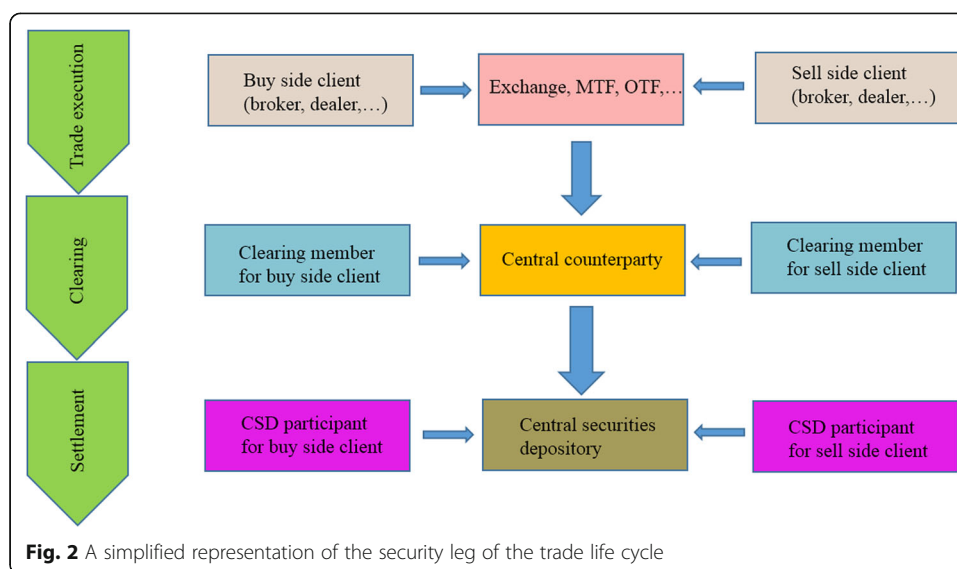 Trade execution
Buy side client
(broker, dealer,…)
Exchange, MTF, OTF,…
Sell side client
(broker, dealer,…)
Clearing
Clearing member
for buy side client
Central counterparty
Clearing member
for sell side client
Settlement
CSD participant
for buy side client
Central securities
depository
CSD participant
for sell side client
Fig. 2 A simplified representation of the security leg of the trade life cycle